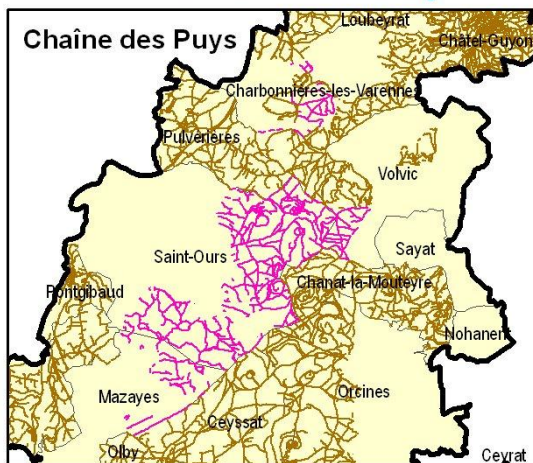 Loubeyrat
Chaîne des Puys
Châtel-Guyon
Charbonnières-les-Varennes
Pulvérières
Volvic
Saint-Ours
Sayat
Pontgibaud
Chanat-la-Mouteyre
Nohanent
Mazayes
Orcines
Ceyssat
Olby
Ceyrat